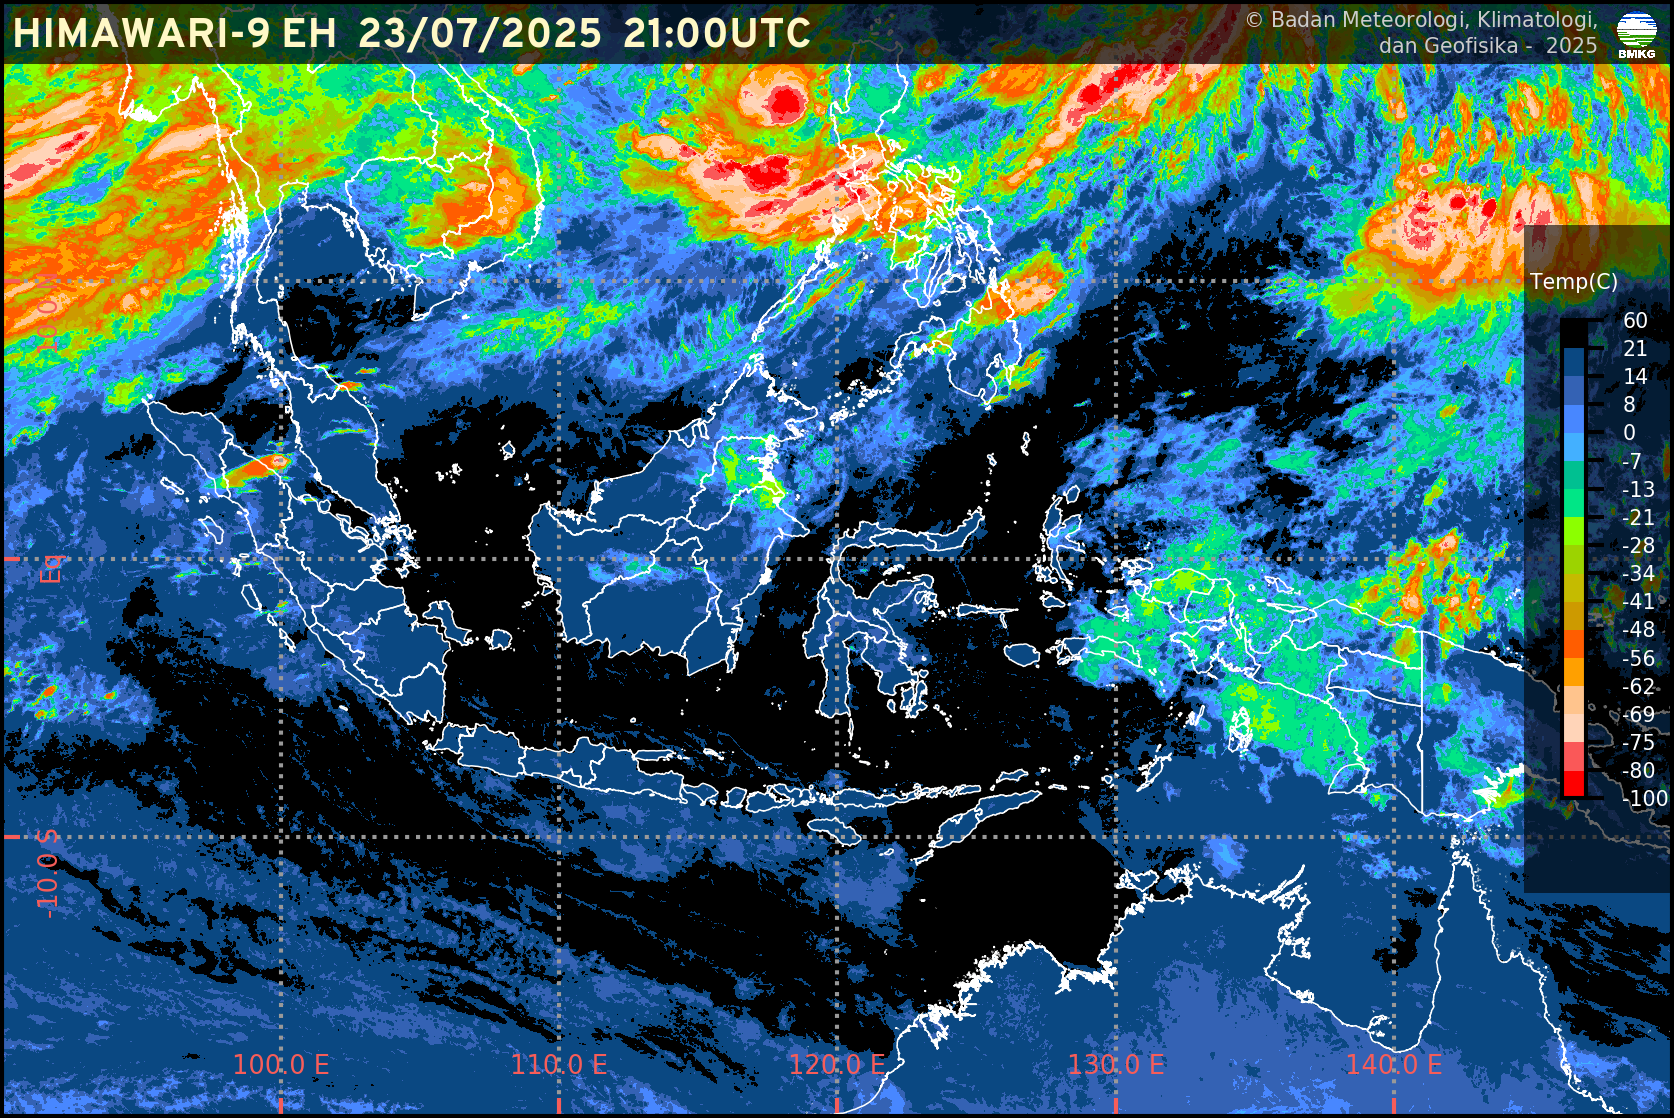 HIMAWARI-9 EH 23/07/2025 21:00UTC
© Badan Meteorologi, Klimatologi,
dan Geofisika - 2025
BMKG
Temp(C)
60
21
14
8
0
-7
-13
-21
-28
-34
-41
-48
-56
-62
-69
-75
-80
-100
Eq
-10.0 S
100.0 E
110.0 E
120.0 E
130.0 E
140.0 E